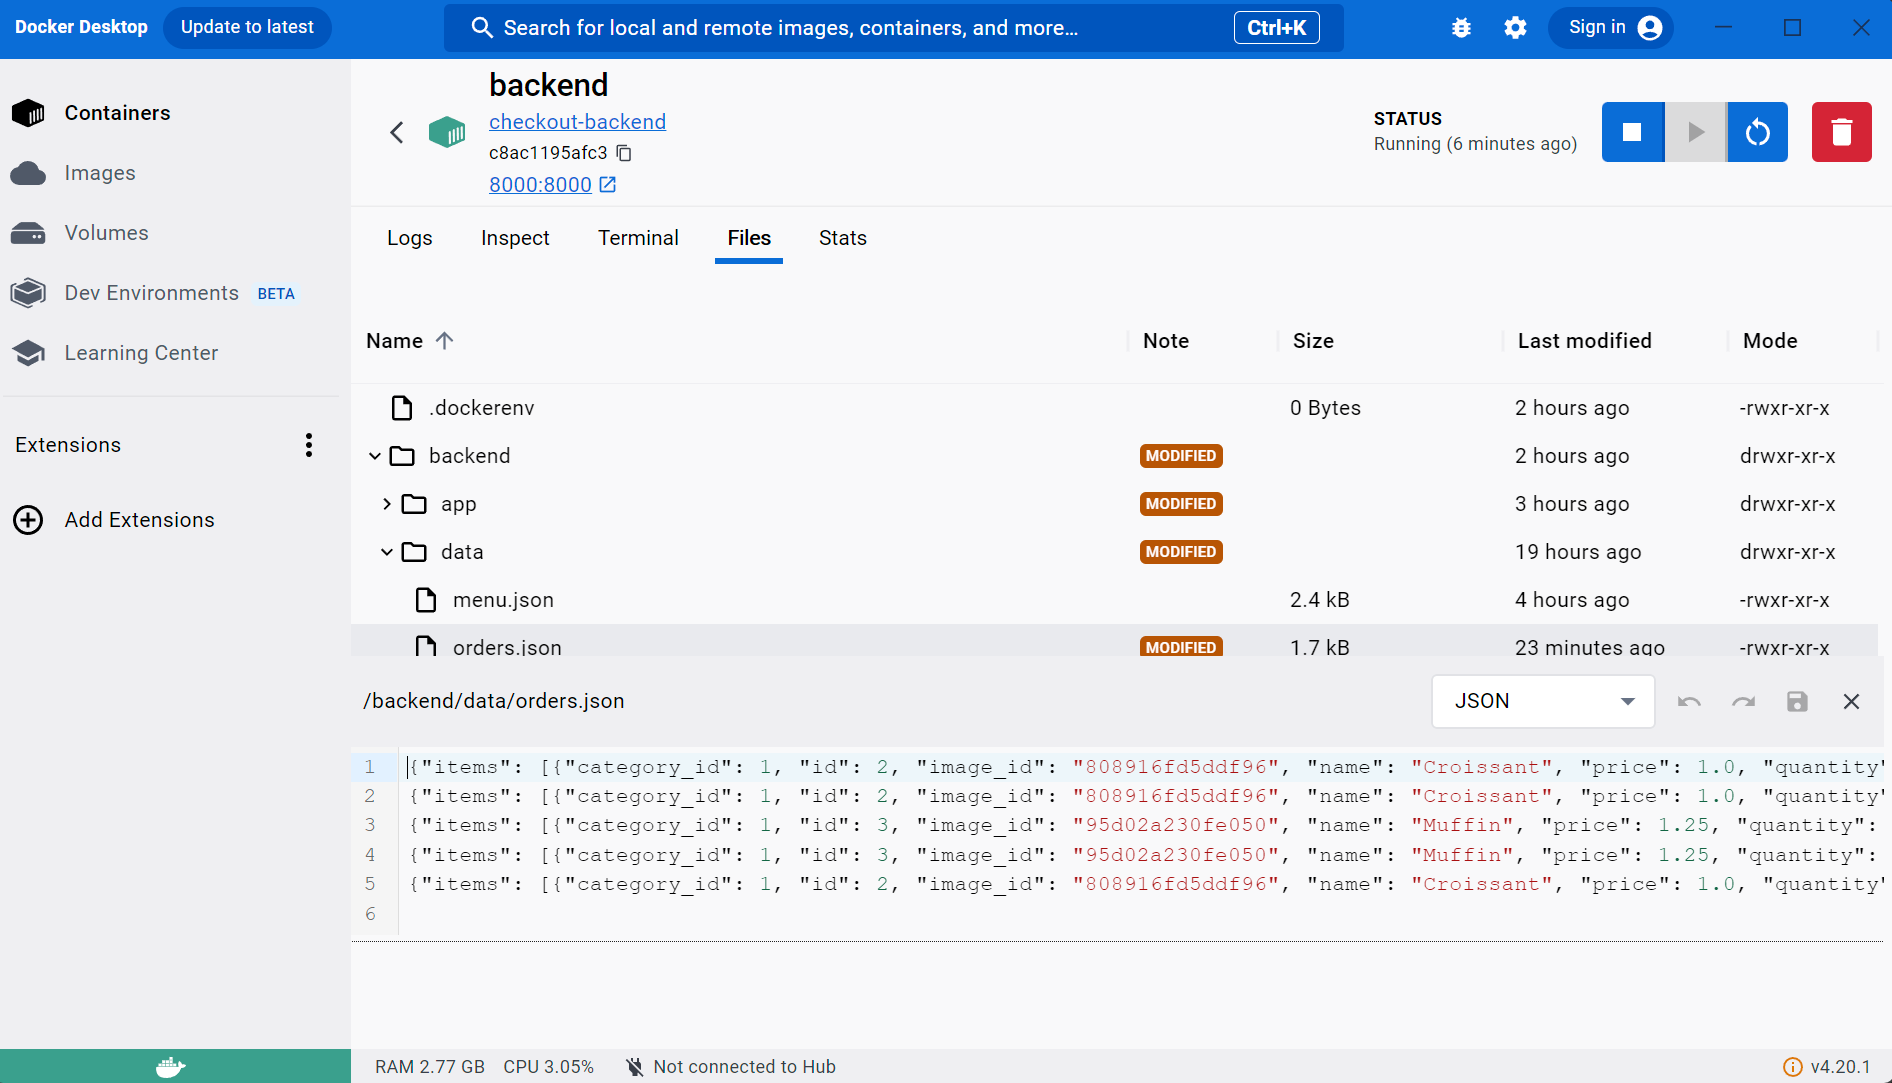 Docker Desktop Update to latest Search for local and remote images, containers, and more... Ctrl+K Sign in
Containers
Images
Volumes
Dev Environments BETA
Learning Center
Extensions
Add Extensions
backend
checkout-backend
c8ac1195afc3
8000:8000
STATUS
Running (6 minutes ago)
Logs Inspect Terminal Files Stats
Name Note Size Last modified Mode
.dockerenv 0 Bytes 2 hours ago -rwxr-xr-x
backend MODIFIED 2 hours ago drwxr-xr-x
app MODIFIED 3 hours ago drwxr-xr-x
data MODIFIED 19 hours ago drwxr-xr-x
menu.json 2.4 kB 4 hours ago -rwxr-xr-x
orders.json MODIFIED 1.7 kB 23 minutes ago -rwxr-xr-x
/backend/data/orders.json JSON
1 {"items": [{"category_id": 1, "id": 2, "image_id": "808916fd5ddf96", "name": "Croissant", "price": 1.0, "quantity"
2 {"items": [{"category_id": 1, "id": 2, "image_id": "808916fd5ddf96", "name": "Croissant", "price": 1.0, "quantity"
3 {"items": [{"category_id": 1, "id": 3, "image_id": "95d02a230fe050", "name": "Muffin", "price": 1.25, "quantity":
4 {"items": [{"category_id": 1, "id": 3, "image_id": "95d02a230fe050", "name": "Muffin", "price": 1.25, "quantity":
5 {"items": [{"category_id": 1, "id": 2, "image_id": "808916fd5ddf96", "name": "Croissant", "price": 1.0, "quantity"
6
RAM 2.77 GB CPU 3.05% Not connected to Hub v4.20.1